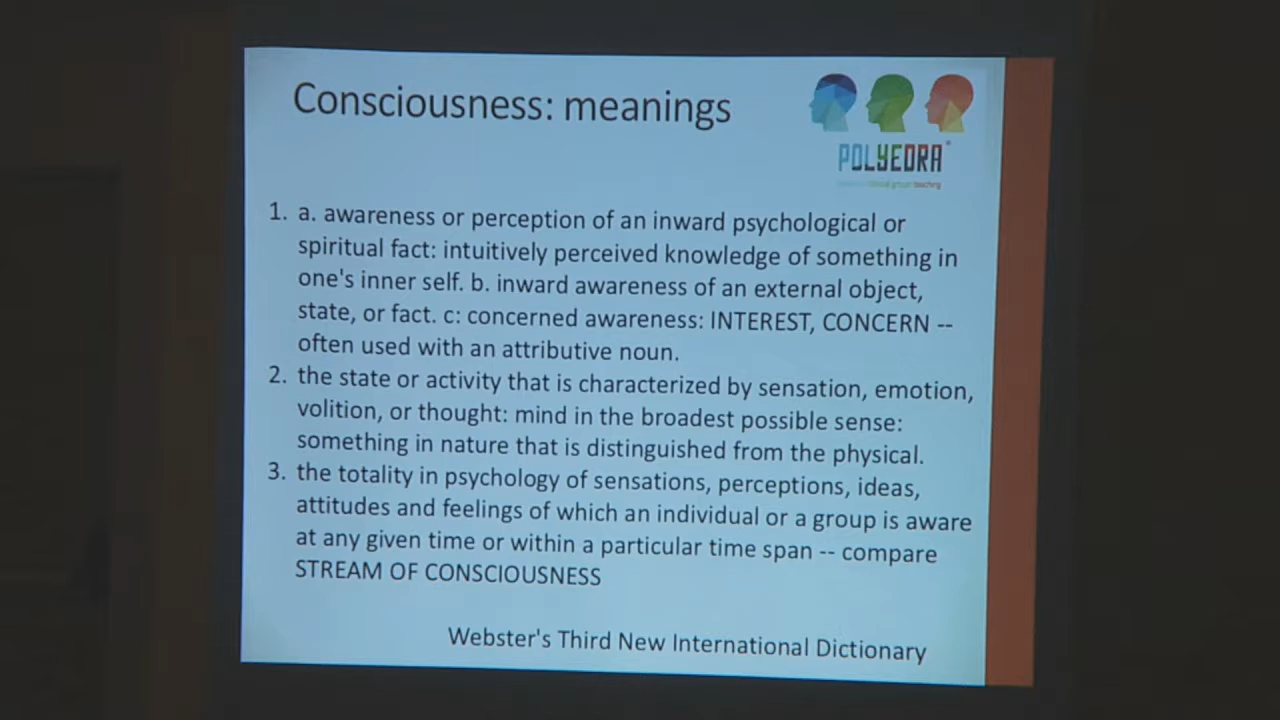 Consciousness: meanings
POLYEDRA
teaching
1. a. awareness or perception of an inward psychological or
spiritual fact: intuitively perceived knowledge of something in
one's inner self. b. inward awareness of an external object,
state, or fact. c: concerned awareness: INTEREST, CONCERN --
often used with an attributive noun.
2. the state or activity that is characterized by sensation, emotion,
volition, or thought: mind in the broadest possible sense:
something in nature that is distinguished from the physical.
3. the totality in psychology of sensations, perceptions, ideas,
attitudes and feelings of which an individual or a group is aware
at any given time or within a particular time span -- compare
STREAM OF CONSCIOUSNESS
Webster's Third New International Dictionary